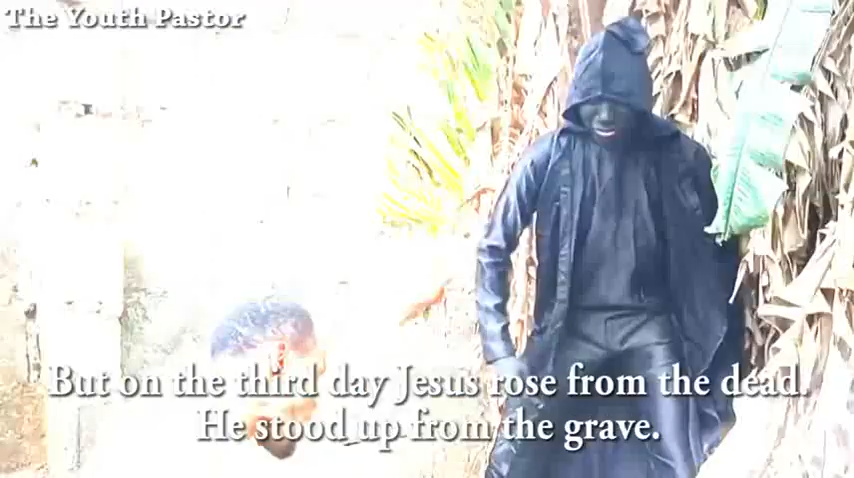 The Youth Pastor
But on the third day Jesus rose from the dead.
He stood up from the grave.